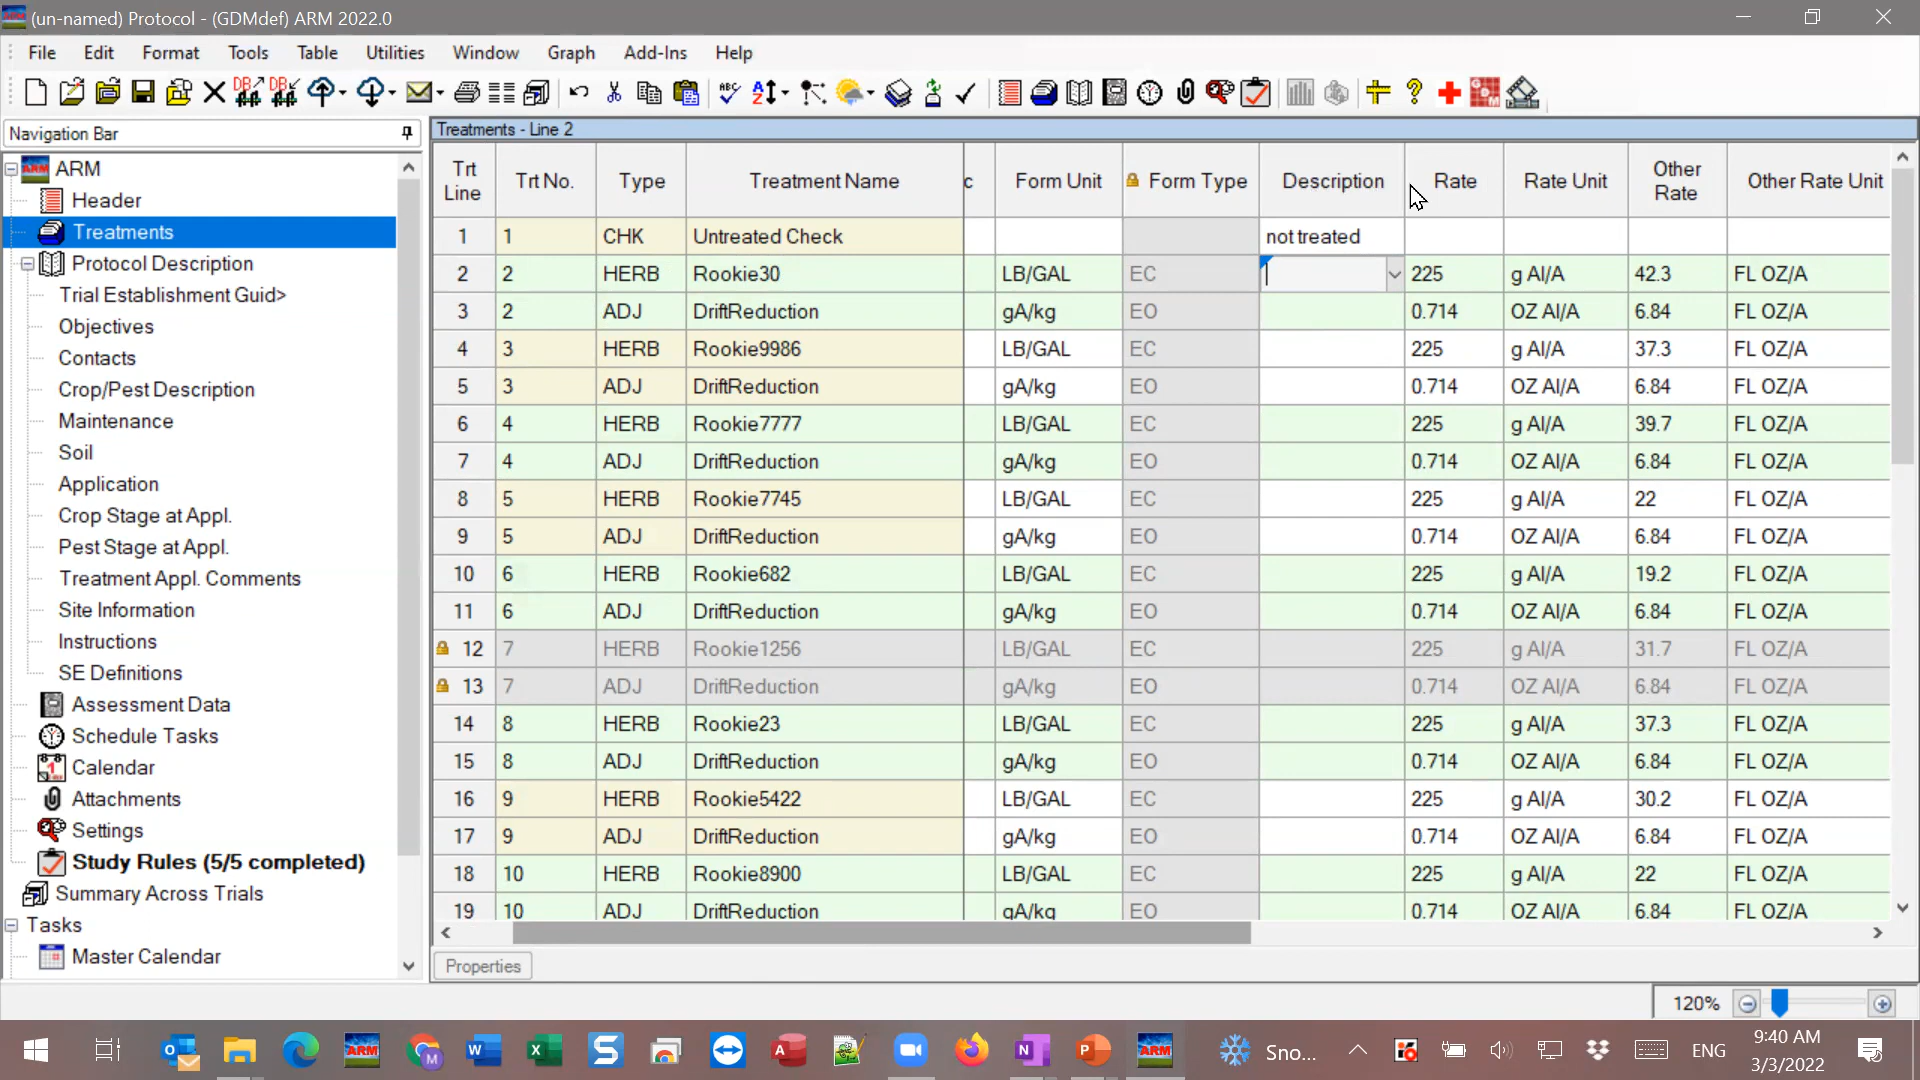 (un-named) Protocol - (GDMdef) ARM 2022.0
File Edit Format Tools Table Utilities Window Graph Add-Ins Help
Navigation Bar
ARM
Header
Treatments
Protocol Description
Trial Establishment Guid>
Objectives
Contacts
Crop/Pest Description
Maintenance
Soil
Application
Crop Stage at Appl.
Pest Stage at Appl.
Treatment Appl. Comments
Site Information
Instructions
SE Definitions
Assessment Data
Schedule Tasks
Calendar
Attachments
Settings
Study Rules (5/5 completed)
Summary Across Trials
Tasks
Master Calendar
Treatments - Line 2
Trt Line Trt No. Type Treatment Name c Form Unit Form Type Description Rate Rate Unit Other Rate Other Rate Unit
1 1 CHK Untreated Check not treated
2 2 HERB Rookie30 LB/GAL EC 225 g AI/A 42.3 FL OZ/A
3 2 ADJ DriftReduction gA/kg EO 0.714 OZ AI/A 6.84 FL OZ/A
4 3 HERB Rookie9986 LB/GAL EC 225 g AI/A 37.3 FL OZ/A
5 3 ADJ DriftReduction gA/kg EO 0.714 OZ AI/A 6.84 FL OZ/A
6 4 HERB Rookie7777 LB/GAL EC 225 g AI/A 39.7 FL OZ/A
7 4 ADJ DriftReduction gA/kg EO 0.714 OZ AI/A 6.84 FL OZ/A
8 5 HERB Rookie7745 LB/GAL EC 225 g AI/A 22 FL OZ/A
9 5 ADJ DriftReduction gA/kg EO 0.714 OZ AI/A 6.84 FL OZ/A
10 6 HERB Rookie682 LB/GAL EC 225 g AI/A 19.2 FL OZ/A
11 6 ADJ DriftReduction gA/kg EO 0.714 OZ AI/A 6.84 FL OZ/A
12 7 HERB Rookie1256 LB/GAL EC 225 g AI/A 31.7 FL OZ/A
13 7 ADJ DriftReduction gA/kg EO 0.714 OZ AI/A 6.84 FL OZ/A
14 8 HERB Rookie23 LB/GAL EC 225 g AI/A 37.3 FL OZ/A
15 8 ADJ DriftReduction gA/kg EO 0.714 OZ AI/A 6.84 FL OZ/A
16 9 HERB Rookie5422 LB/GAL EC 225 g AI/A 30.2 FL OZ/A
17 9 ADJ DriftReduction gA/kg EO 0.714 OZ AI/A 6.84 FL OZ/A
18 10 HERB Rookie8900 LB/GAL EC 225 g AI/A 22 FL OZ/A
19 10 ADJ DriftReduction gA/kg EO 0.714 OZ AI/A 6.84 FL OZ/A
Properties
120%
Sno... ENG 9:40 AM
3/3/2022